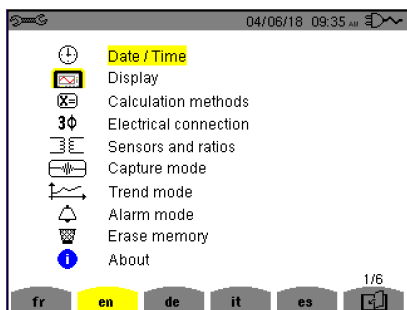 04/06/18 09:35 AM
Date / Time
Display
X= Calculation methods
3Φ Electrical connection
Sensors and ratios
Capture mode
Trend mode
Alarm mode
Erase memory
i About
1/6
fr en de it es